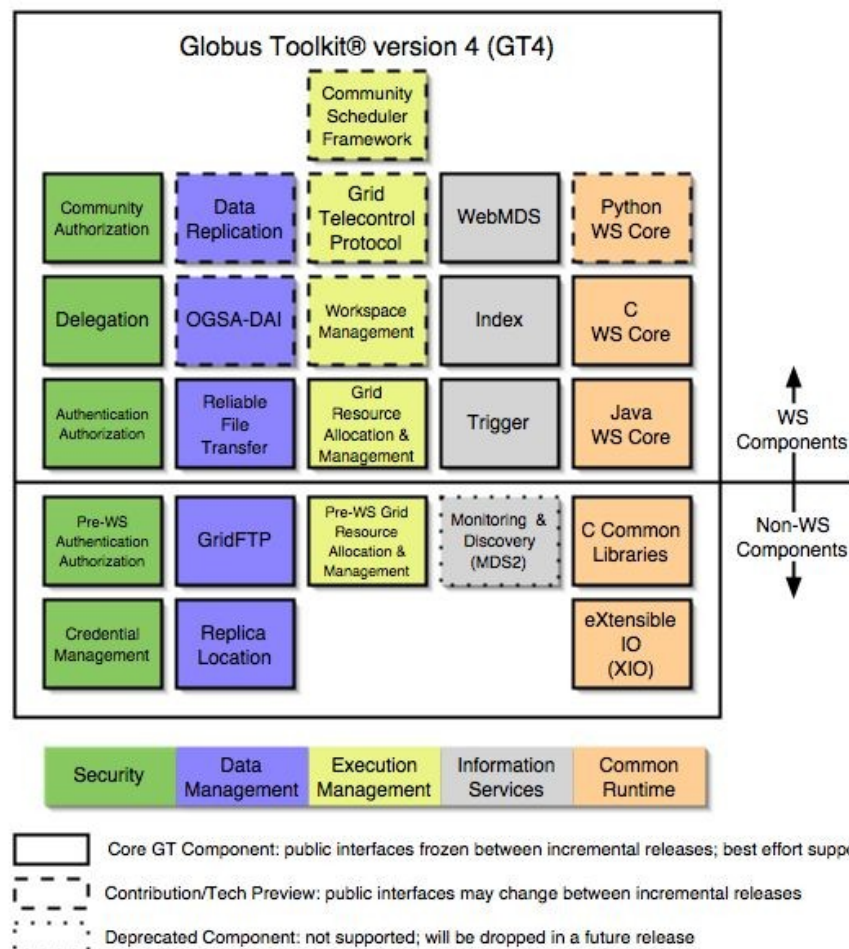 Globus Toolkit® version 4 (GT4)
Community
Scheduler
Framework
Community
Authorization
Data
Replication
Grid
Telecontrol
Protocol
WebMDS
Python
WS Core
Delegation
OGSA-DAI
Workspace
Management
Index
C
WS Core
Authentication
Authorization
Reliable
File
Transfer
Grid
Resource
Allocation &
Management
Trigger
Java
WS Core
WS
Components
Pre-WS
Authentication
Authorization
GridFTP
Pre-WS Grid
Resource
Allocation &
Management
Monitoring &
Discovery
(MDS2)
C Common
Libraries
Non-WS
Components
Credential
Management
Replica
Location
eXtensible
IO
(XIO)
Security
Data
Management
Execution
Management
Information
Services
Common
Runtime
Core GT Component: public interfaces frozen between incremental releases; best effort
Contribution/Tech Preview: public interfaces may change between incremental releases
Deprecated Component: not supported; will be dropped in a future release